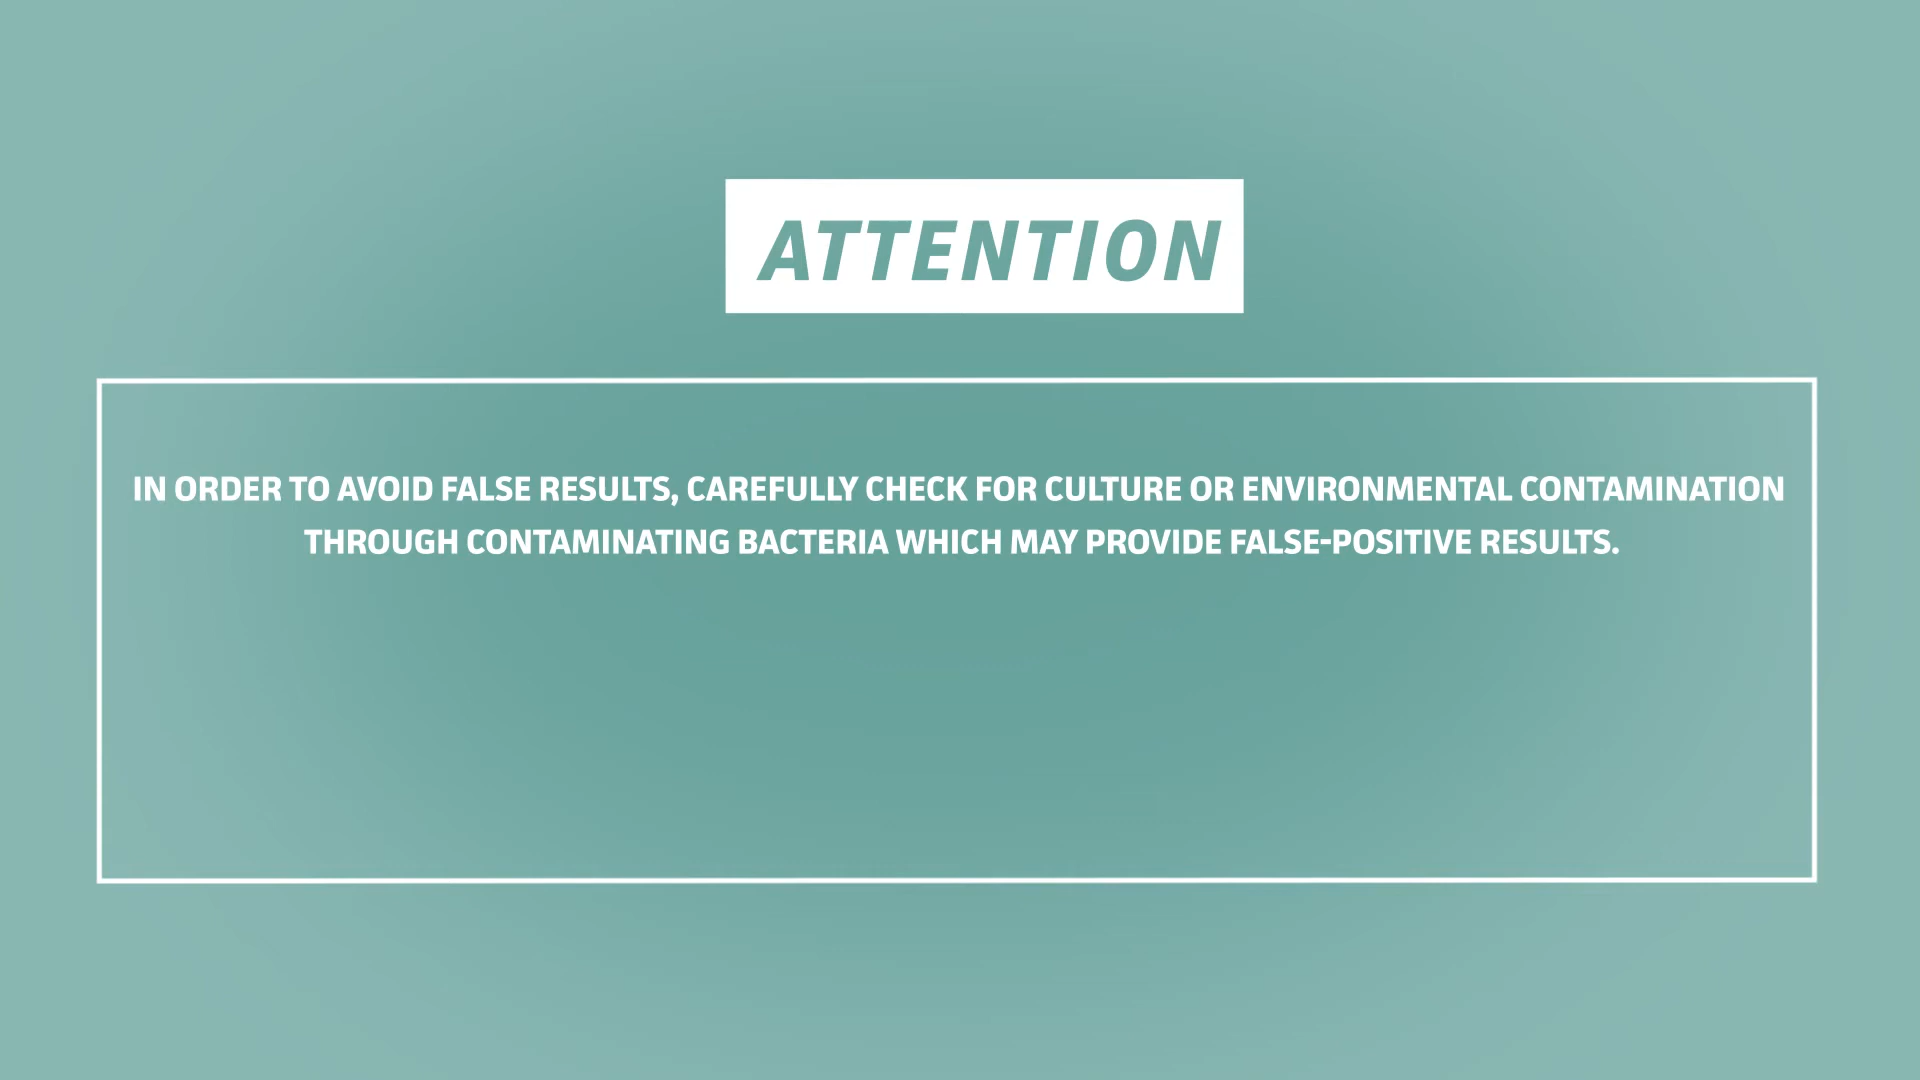 ATTENTION
IN ORDER TO AVOID FALSE RESULTS, CAREFULLY CHECK FOR CULTURE OR ENVIRONMENTAL CONTAMINATION
THROUGH CONTAMINATING BACTERIA WHICH MAY PROVIDE FALSE-POSITIVE RESULTS.